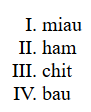 I. miau
II. ham
III. chit
IV. bau